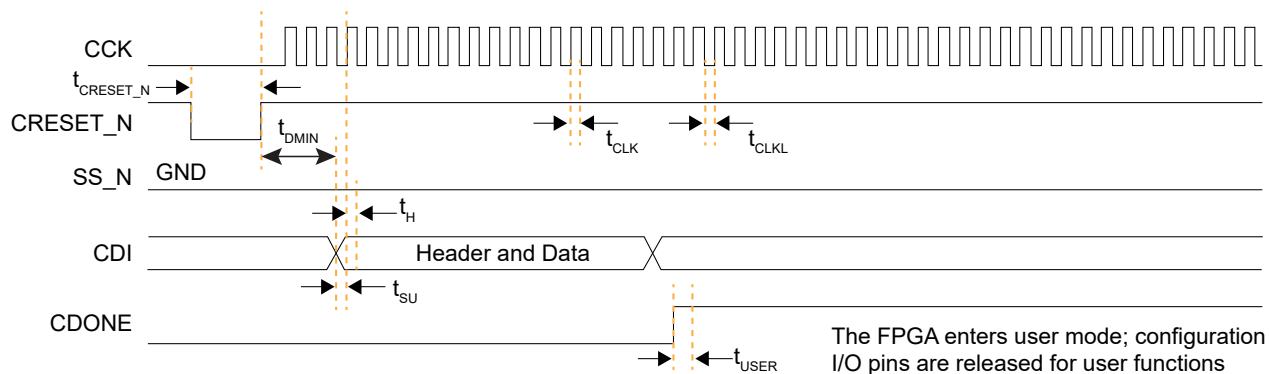 CCK
tCRESET_N
CRESET_N
tDMIN
tCLK
tCLKL
SS_N
GND
tH
CDI
Header and Data
tSU
CDONE
The FPGA enters user mode; configuration
I/O pins are released for user functions
tUSER